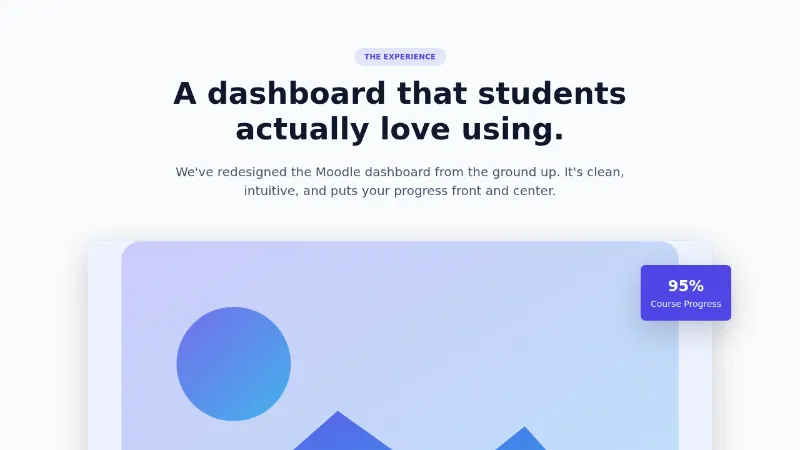 THE EXPERIENCE
A dashboard that students
actually love using.
We've redesigned the Moodle dashboard from the ground up. It's clean,
intuitive, and puts your progress front and center.
95%
Course Progress